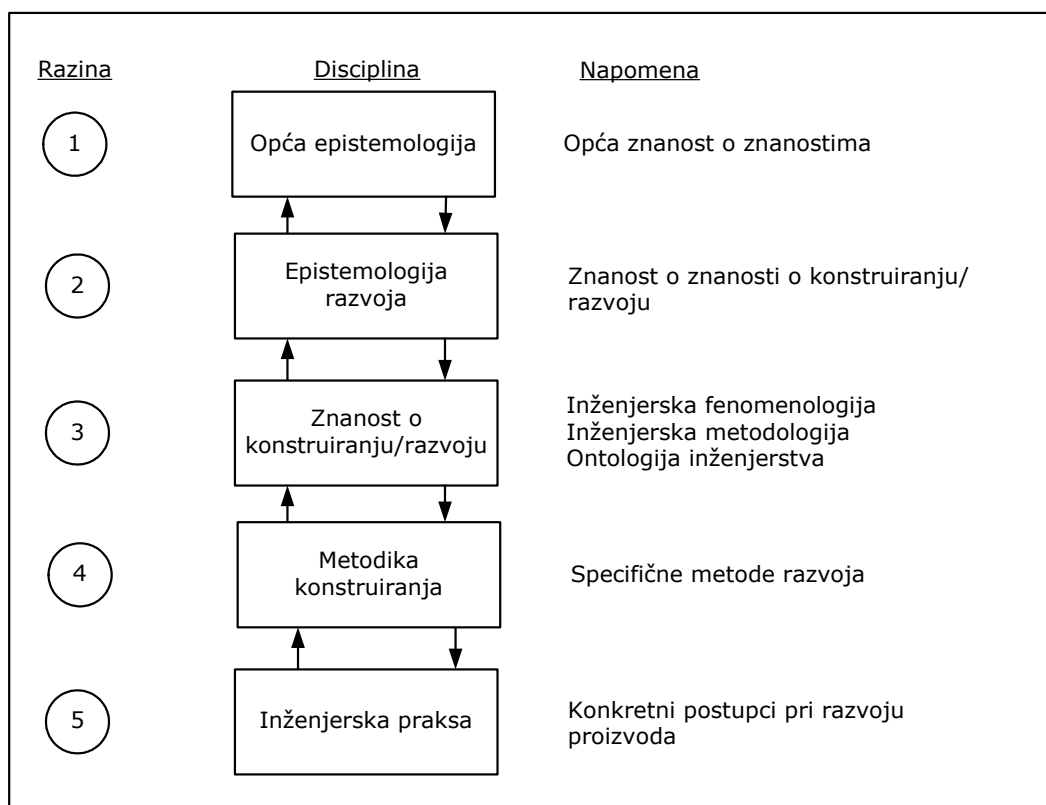 Razina Disciplina Napomena
1 Opća epistemologija Opća znanost o znanostima
2 Epistemologija
razvoja
Znanost o znanosti o konstruiranju/
razvoju
3 Znanost o
konstruiranju/razvoju
Inženjerska fenomenologija
Inženjerska metodologija
Ontologija inženjerstva
4 Metodika
konstruiranja
Specifične metode razvoja
5 Inženjerska praksa
Konkretni postupci pri razvoju
proizvoda